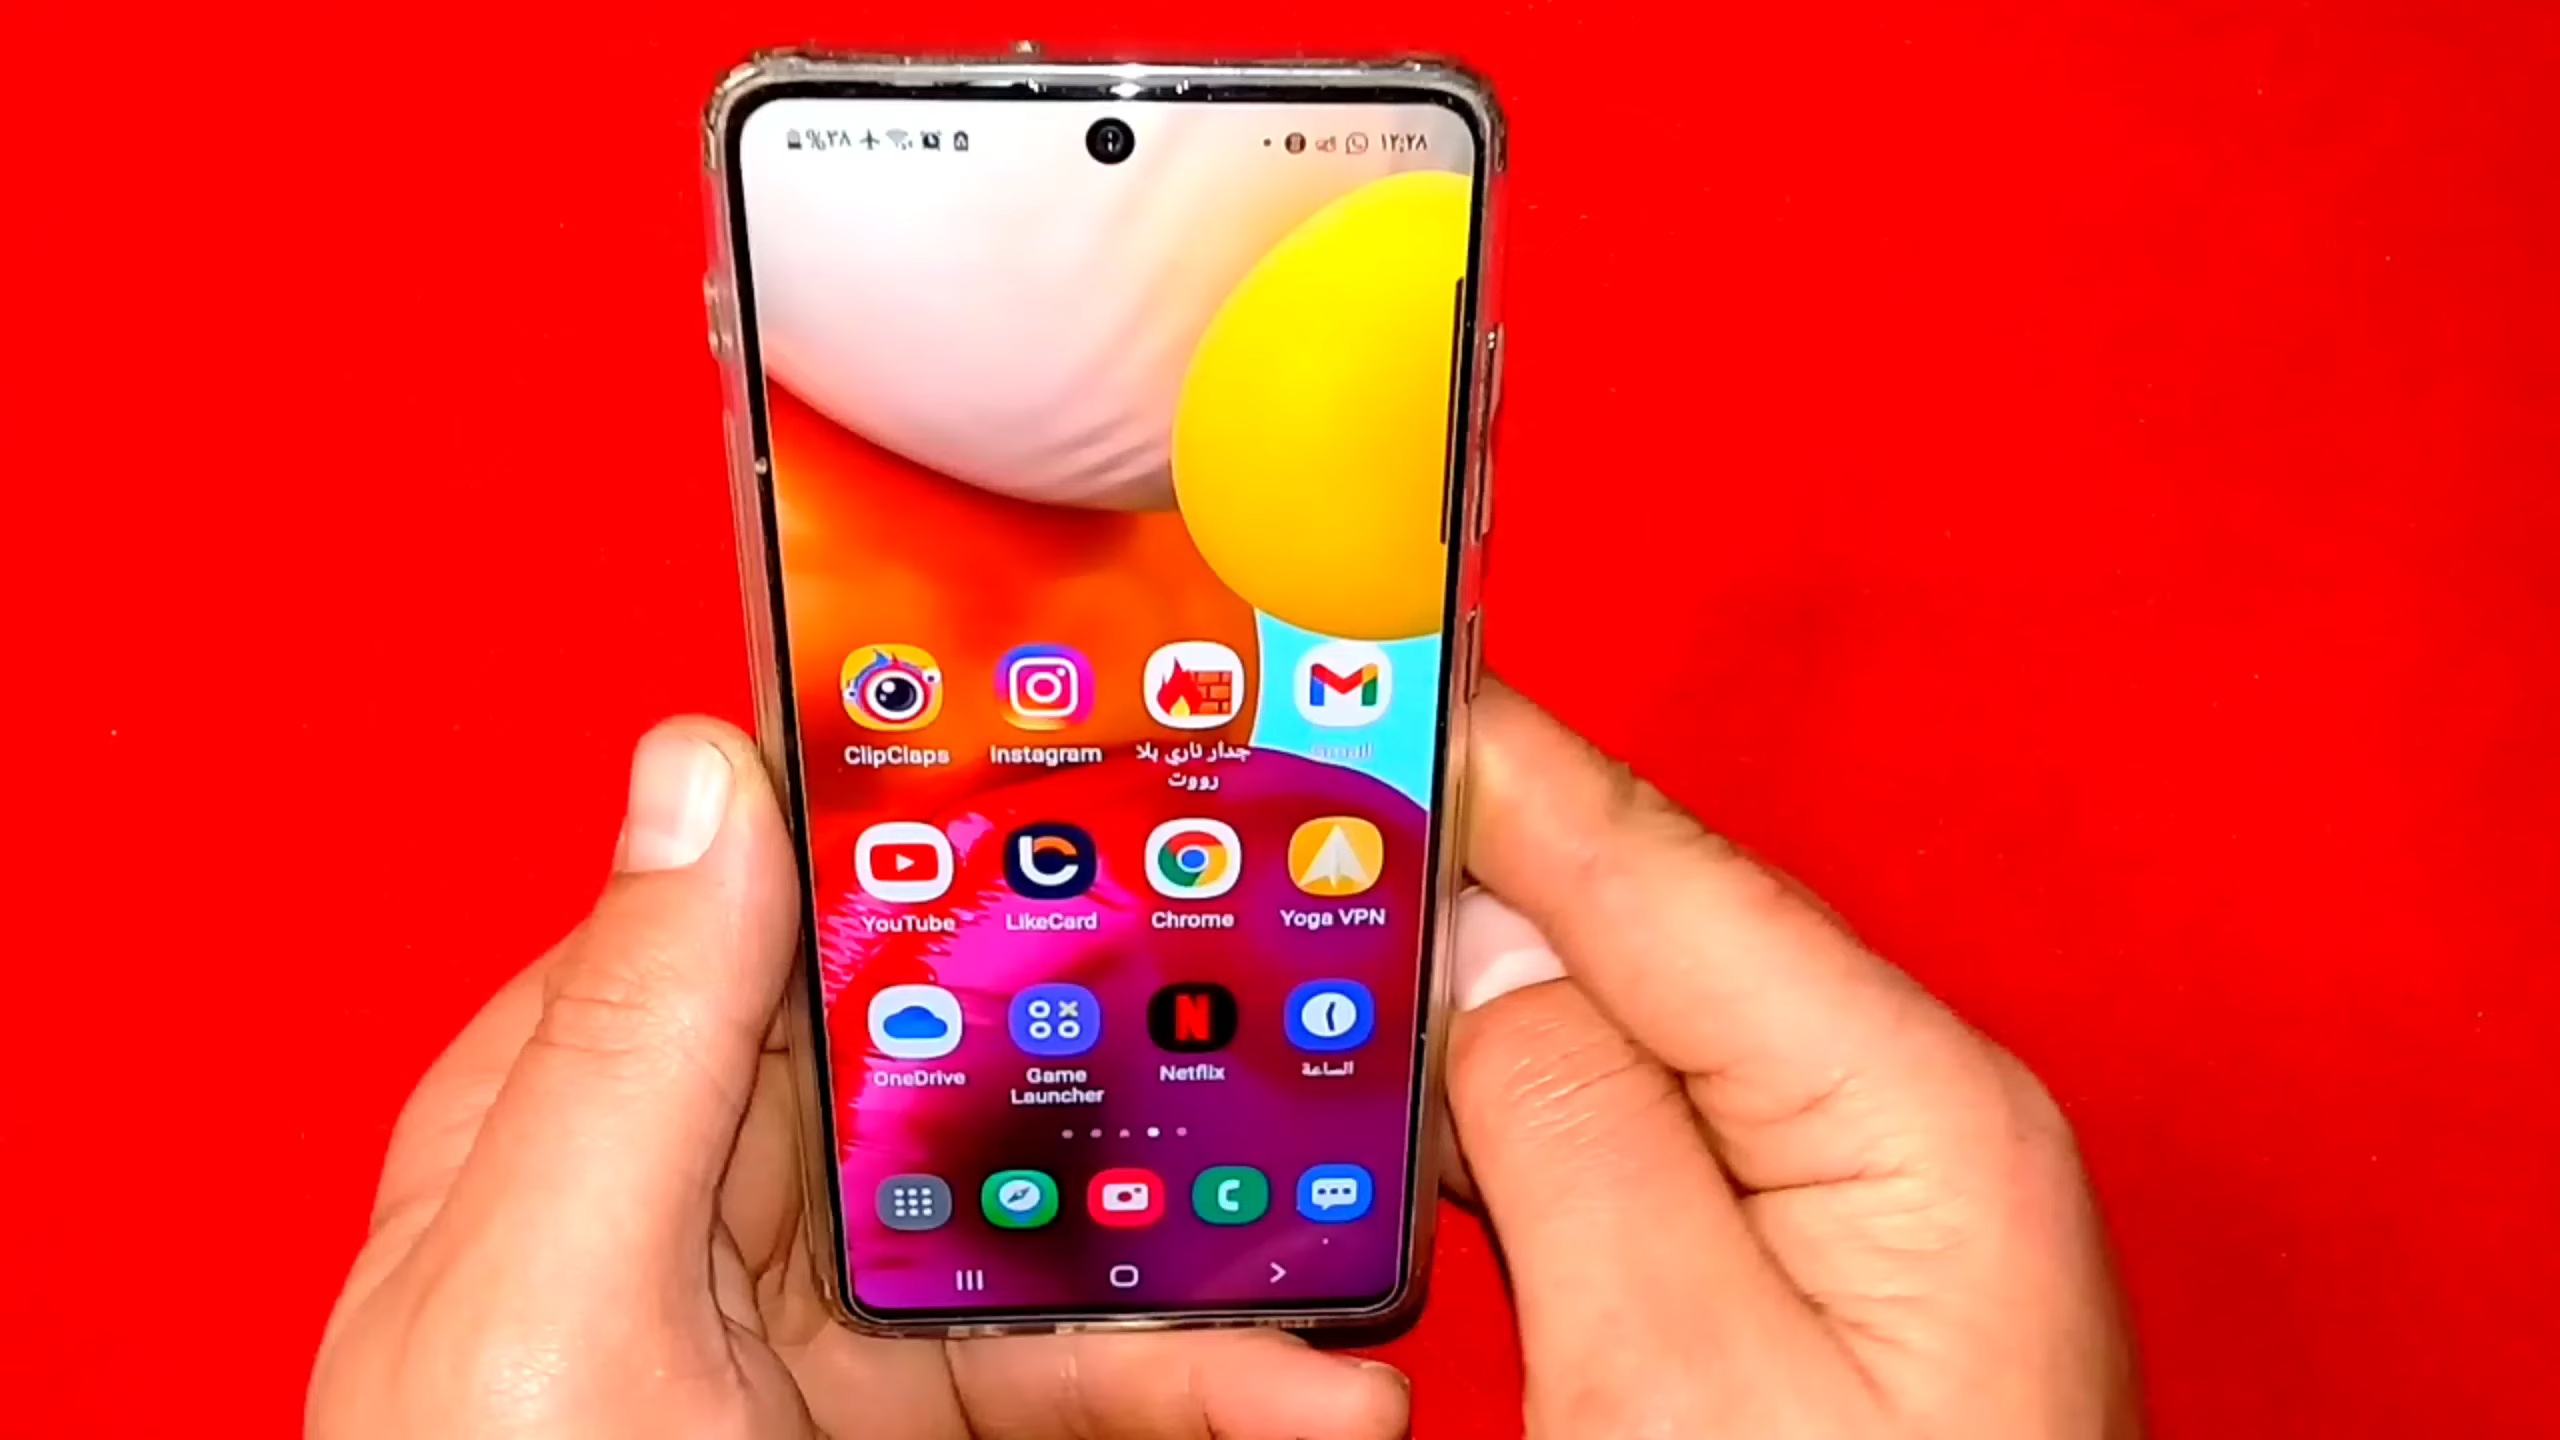 %٢٨
١٢:٢٨
ClipClaps
Instagram
جدار ناري بلا
رووت
Gmail
YouTube
LikeCard
Chrome
Yoga VPN
OneDrive
Game
Launcher
Netflix
الساعة